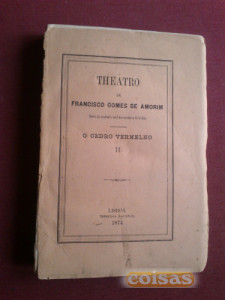 THEATRO
DE
FRANCISCO GOMES DE AMORIM
O CEDRO VERMELHO
II
LISBOA
1874
coisas